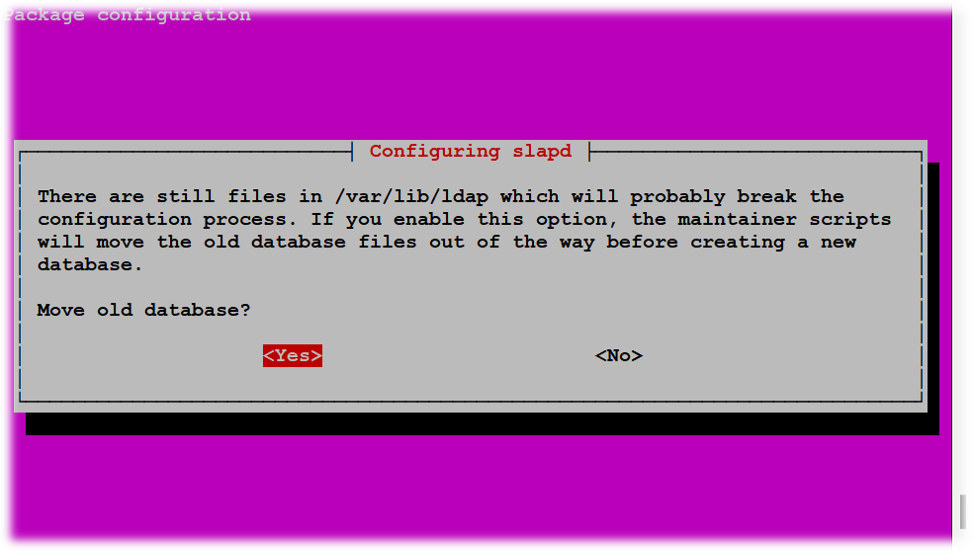 Package configuration
Configuring slapd
There are still files in /var/lib/ldap which will probably break the
configuration process. If you enable this option, the maintainer scripts
will move the old database files out of the way before creating a new
database.
Move old database?
<Yes> <No>